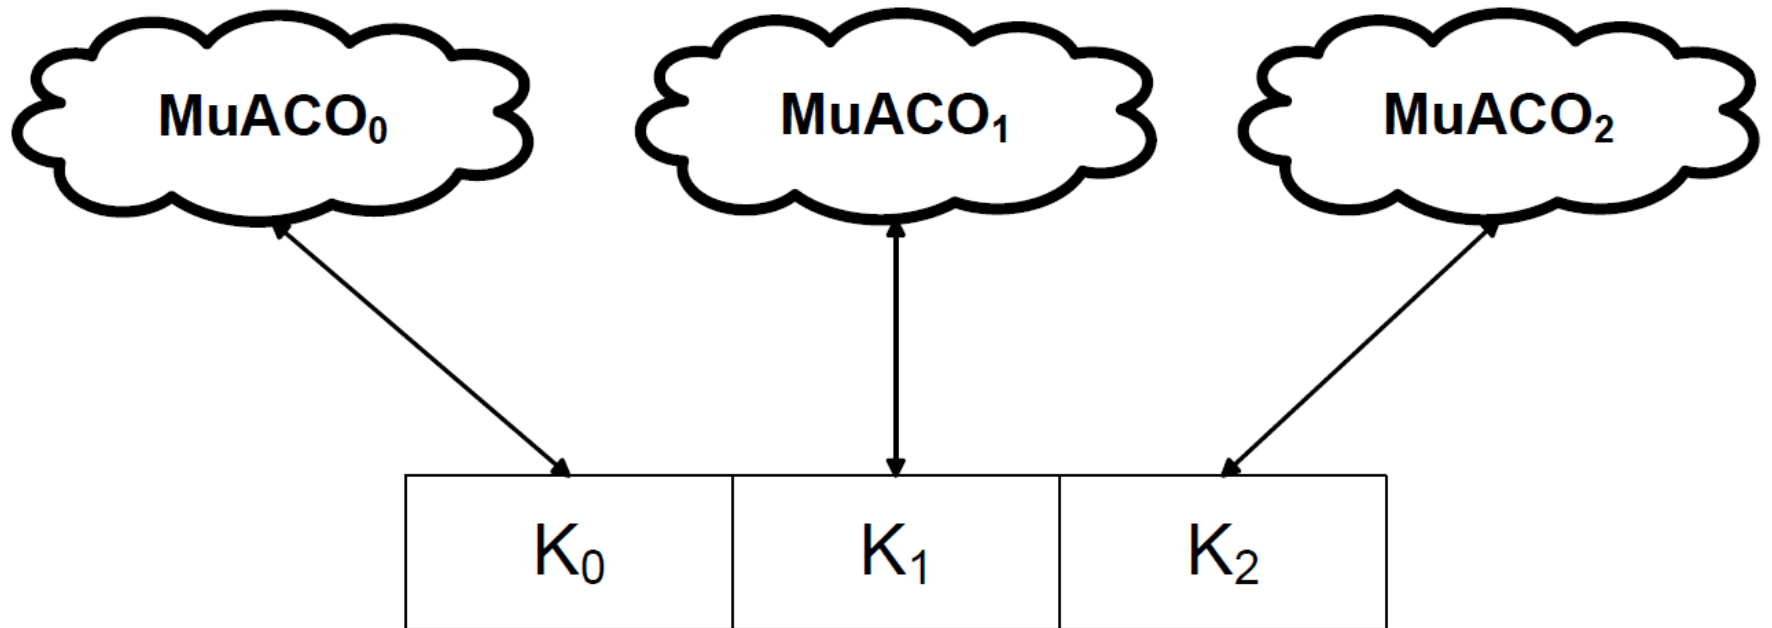 MuACO₀ MuACO₁ MuACO₂
K₀ K₁ K₂